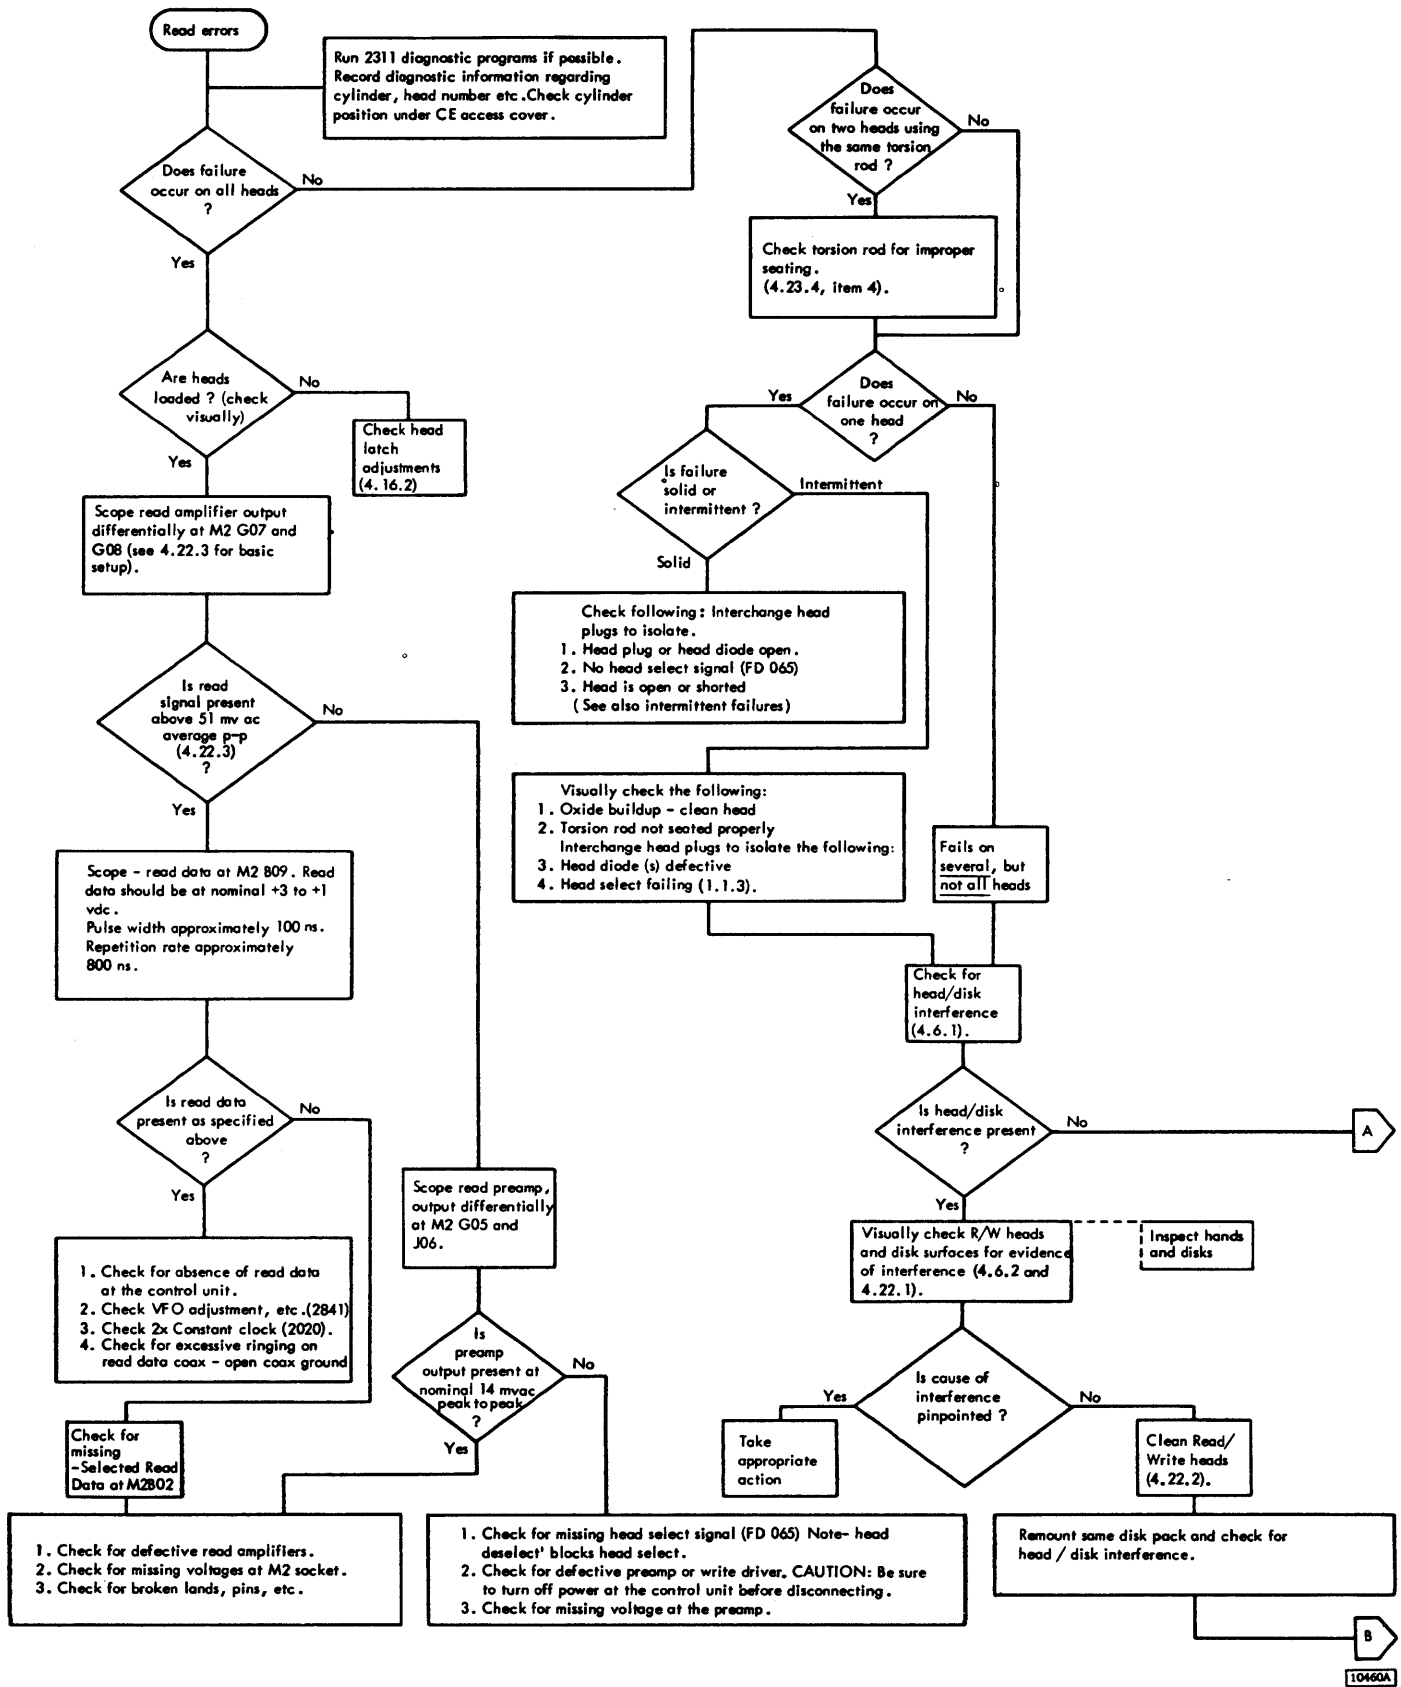 Read errors
Run 2311 diagnostic programs if possible.
Record diagnostic information regarding
cylinder, head number etc.Check cylinder
position under CE access cover.
Does failure
occur on all heads
?
No
Yes
Does
failure occur
on two heads using
the same torsion
rod ?
No
Yes
Check torsion rod for improper
seating.
(4.23.4, item 4).
Are heads
loaded ? (check
visually)
No
Yes
Check head
latch
adjustments
(4.16.2)
Does
failure occur on
one head
?
Yes
No
Is failure
solid or
intermittent ?
Intermittent
Solid
Scope read amplifier output
differentially at M2 G07 and
G08 (see 4.22.3 for basic
setup).
Check following: Interchange head
plugs to isolate.
1. Head plug or head diode open.
2. No head select signal (FD 065)
3. Head is open or shorted
(See also intermittent failures)
Is read
signal present
above 51 mv ac
average p-p
(4.22.3)
?
No
Yes
Visually check the following:
1. Oxide buildup - clean head
2. Torsion rod not seated properly
Interchange head plugs to isolate the following:
3. Head diode (s) defective
4. Head select failing (1.1.3).
Fails on
several, but
not all heads
Scope - read data at M2 B09. Read
data should be at nominal +3 to +1
vdc.
Pulse width approximately 100 ns.
Repetition rate approximately
800 ns.
Check for
head/disk
interference
(4.6.1).
Is read data
present as specified
above
?
No
Yes
Is head/disk
interference present
?
No
A
Yes
Scope read preamp,
output differentially
at M2 G05 and
J06.
Visually check R/W heads
and disk surfaces for evidence
of interference (4.6.2 and
4.22.1).
Inspect hands
and disks
1. Check for absence of read data
at the control unit.
2. Check VFO adjustment, etc.(2841)
3. Check 2x Constant clock (2020).
4. Check for excessive ringing on
read data coax - open coax ground
Is
preamp
output present at
nominal 14 mvac
peak to peak
?
No
Yes
Is cause of
interference
pinpointed ?
Yes
No
Check for
missing
-Selected Read
Data at M2B02
Take
appropriate
action
Clean Read/
Write heads
(4.22.2).
1. Check for defective read amplifiers.
2. Check for missing voltages at M2 socket.
3. Check for broken lands, pins, etc.
1. Check for missing head select signal (FD 065) Note- head
deselect' blocks head select.
2. Check for defective preamp or write driver. CAUTION: Be sure
to turn off power at the control unit before disconnecting.
3. Check for missing voltage at the preamp.
Remount same disk pack and check for
head / disk interference.
B
10460A